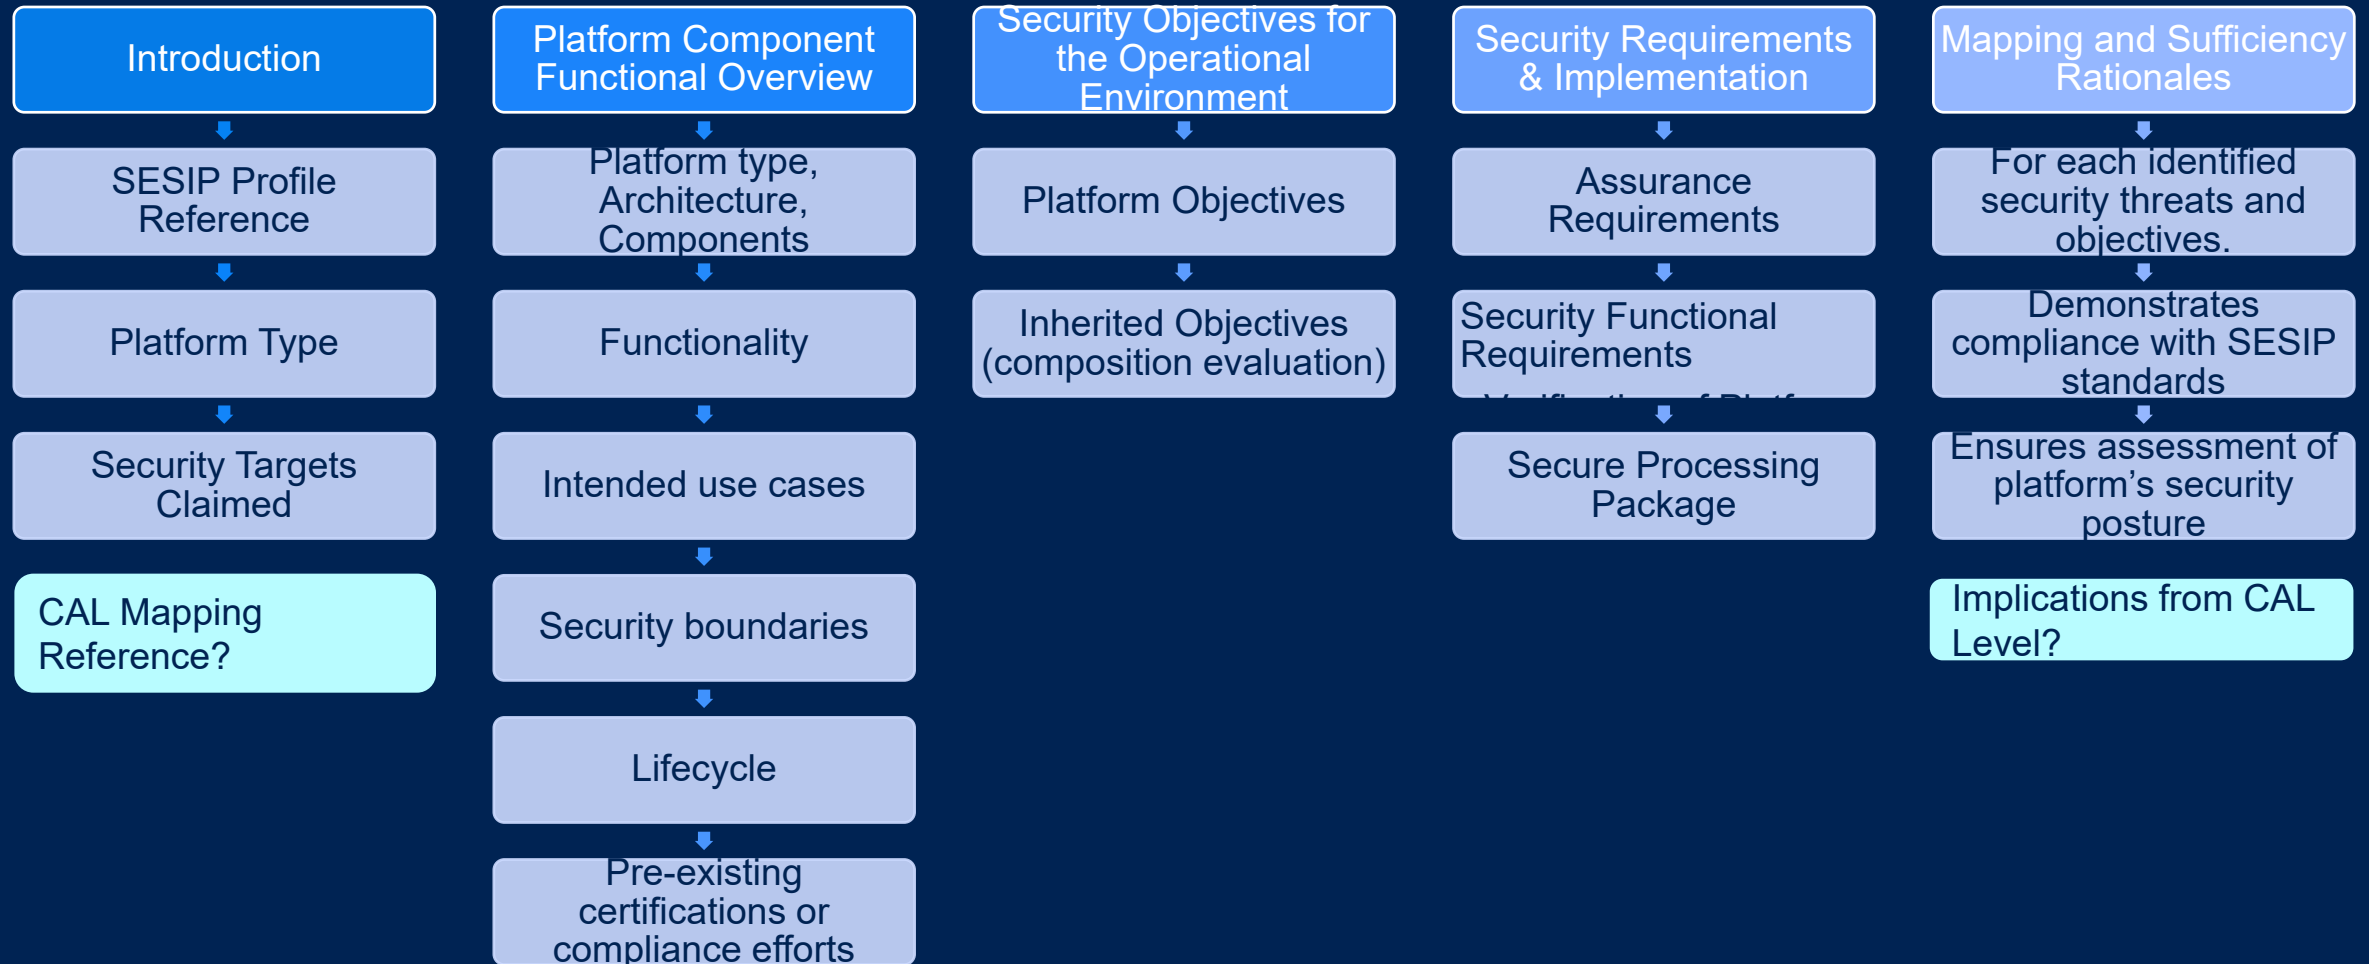 Introduction
SESIP Profile
Reference
Platform Type
Security Targets
Claimed
CAL Mapping
Reference?
Platform Component
Functional Overview
Platform type,
Architecture,
Components
Functionality
Intended use cases
Security boundaries
Lifecycle
Pre-existing
certifications or
compliance efforts
Security Objectives for
the Operational
Environment
Platform Objectives
Inherited Objectives
(composition evaluation)
Security Requirements
& Implementation
Assurance
Requirements
Security Functional
Requirements
Secure Processing
Package
Mapping and Sufficiency
Rationales
For each identified
security threats and
objectives.
Demonstrates
compliance with SESIP
standards
Ensures assessment of
platform’s security
posture
Implications from CAL
Level?